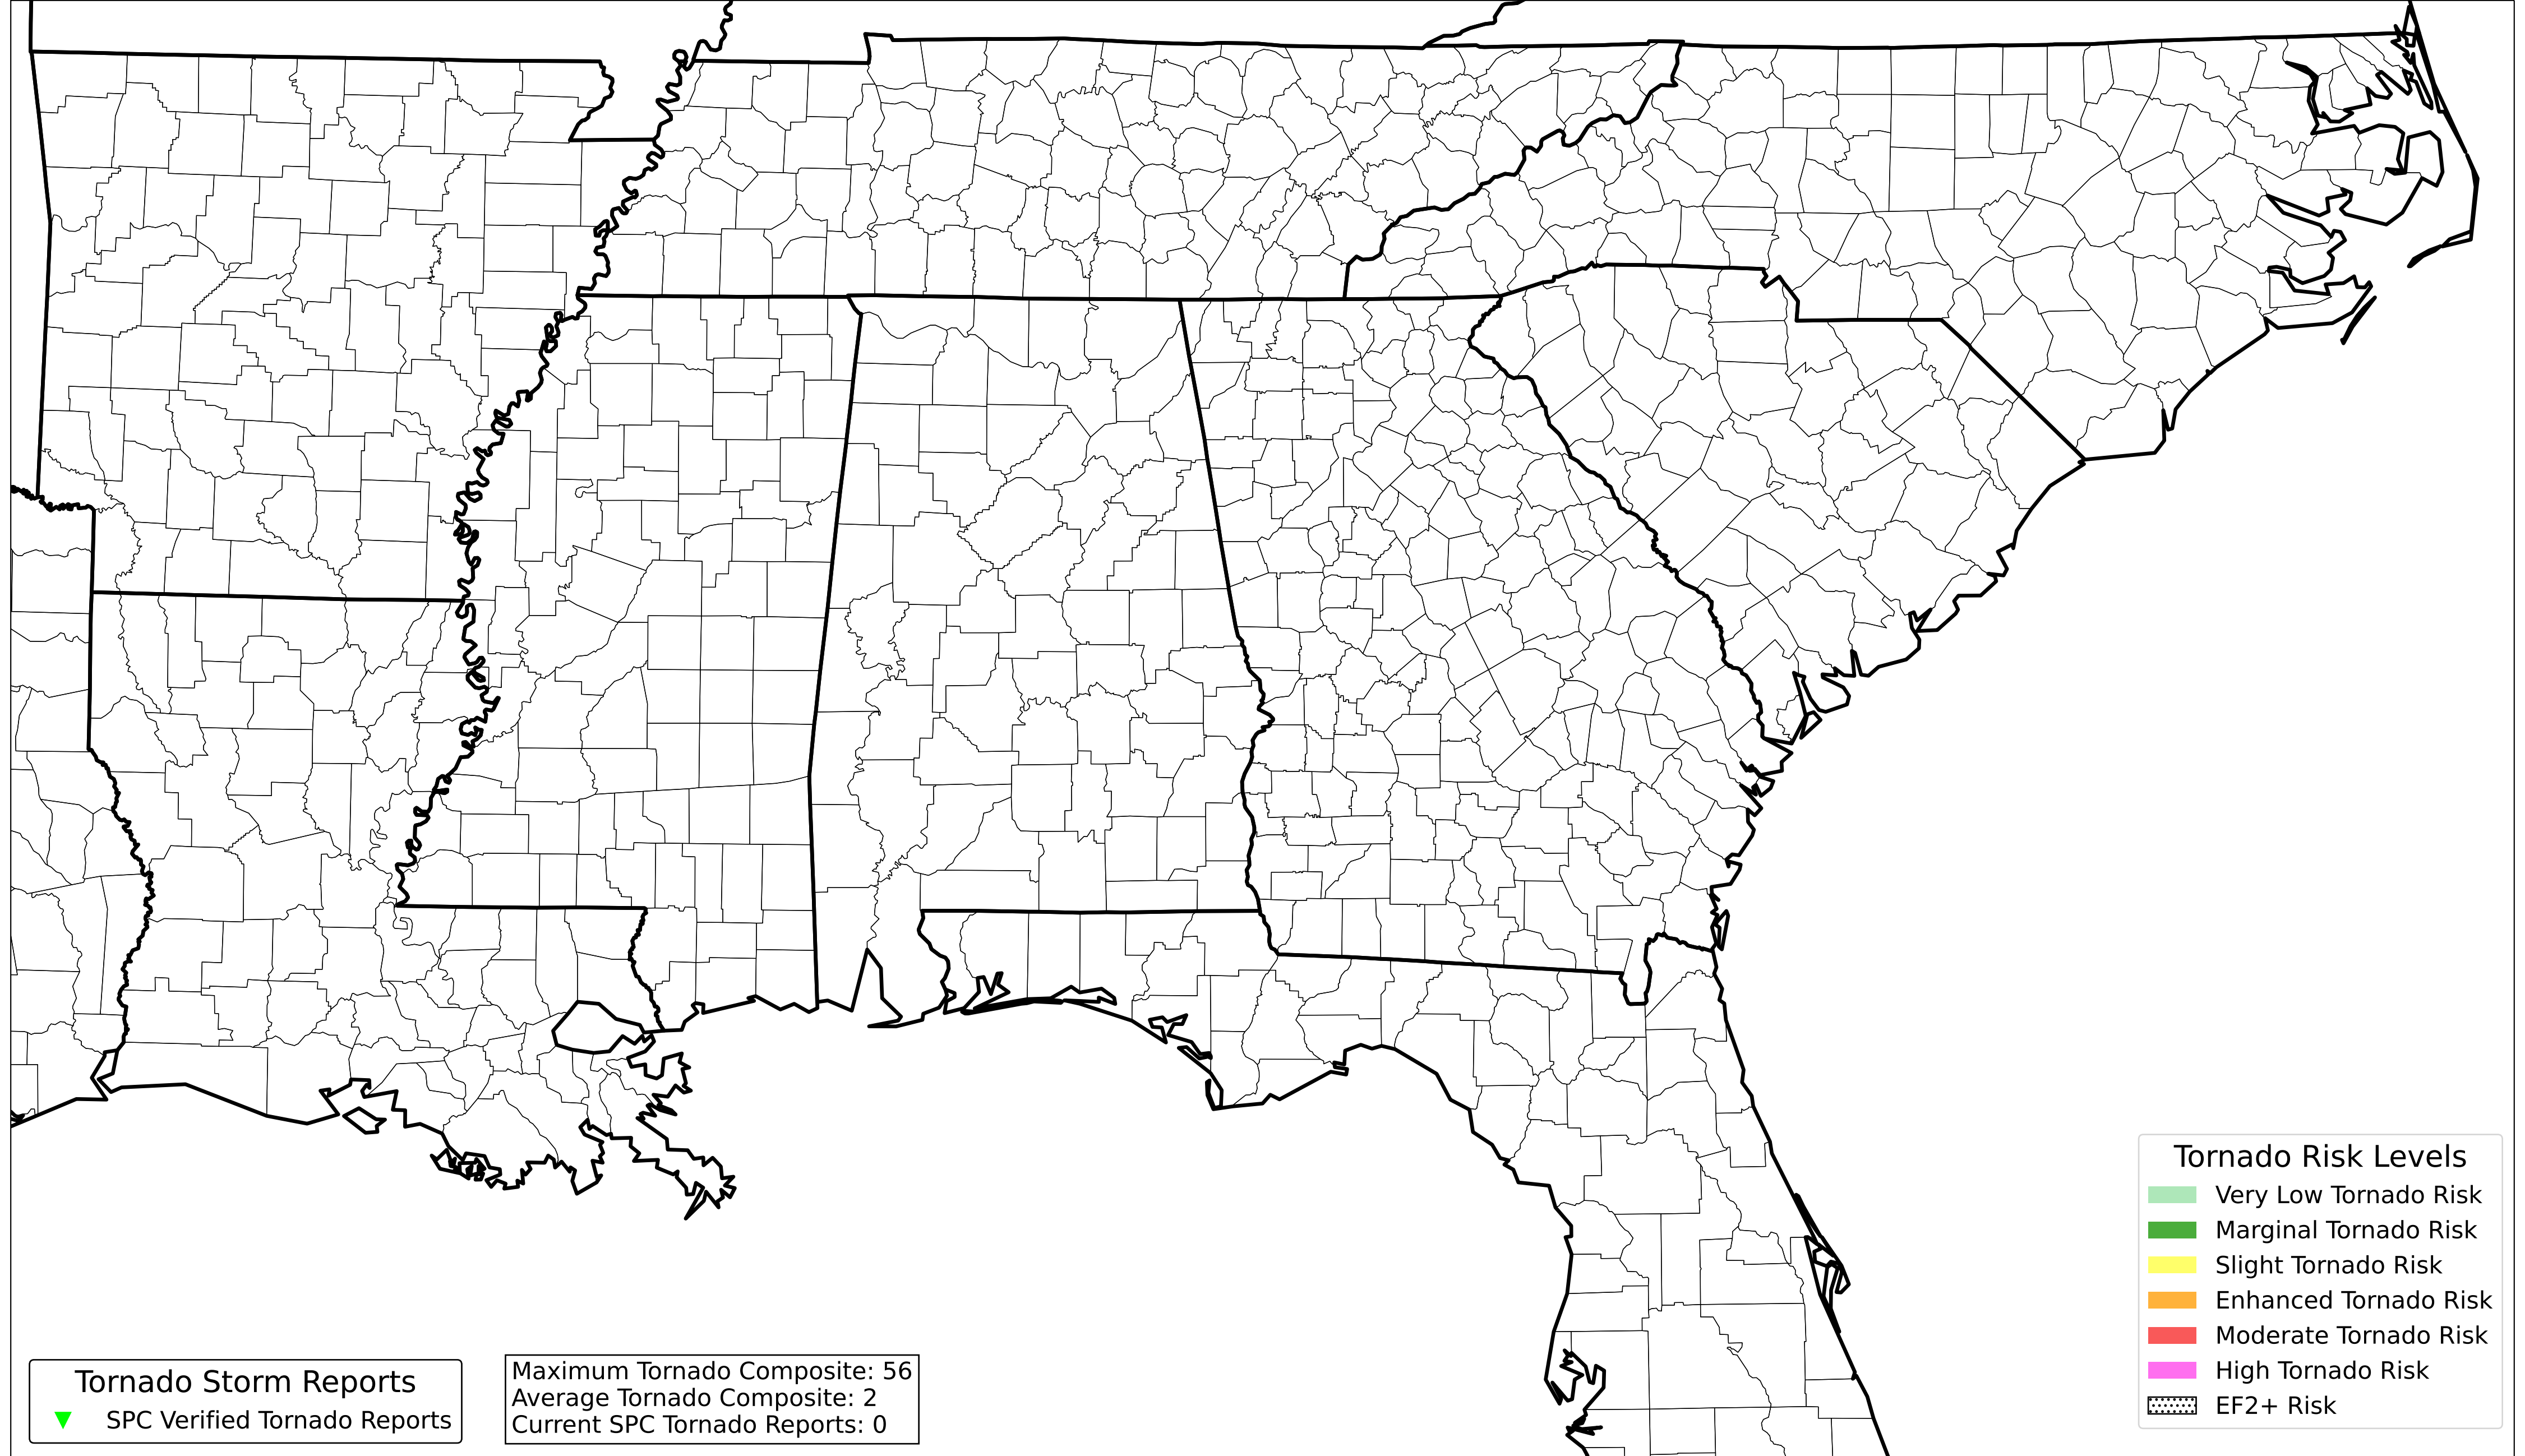 Tornado Risk Levels
Very Low Tornado Risk
Marginal Tornado Risk
Slight Tornado Risk
Enhanced Tornado Risk
Moderate Tornado Risk
High Tornado Risk
EF2+ Risk
Tornado Storm Reports
SPC Verified Tornado Reports
Maximum Tornado Composite: 56
Average Tornado Composite: 2
Current SPC Tornado Reports: 0